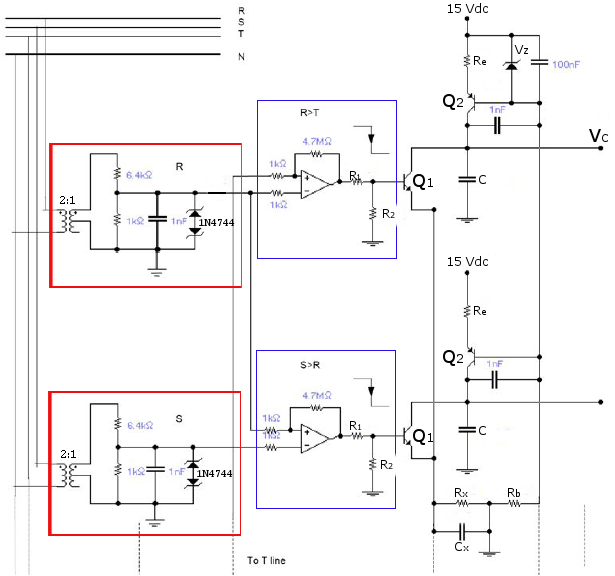 R
S
T
N
15 Vdc
Re
Vz
100nF
Q2
1nF
Vc
R>T
4.7MΩ
1kΩ
1kΩ
R1
Q1
R2
C
R
6.4kΩ
2:1
1kΩ
1nF
1N4744
15 Vdc
Re
Q2
1nF
S>R
4.7MΩ
1kΩ
1kΩ
R1
Q1
R2
C
S
6.4kΩ
2:1
1kΩ
1nF
1N4744
Rx
Rb
Cx
To T line